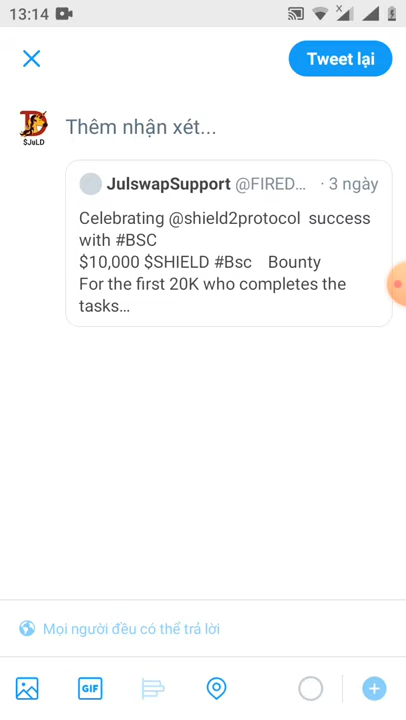 13:14
Tweet lại
$JuLD
Thêm nhận xét...
JulswapSupport @FIRED... · 3 ngày
Celebrating @shield2protocol success
with #BSC
$10,000 $SHIELD #Bsc Bounty
For the first 20K who completes the
tasks...
Mọi người đều có thể trả lời
GIF